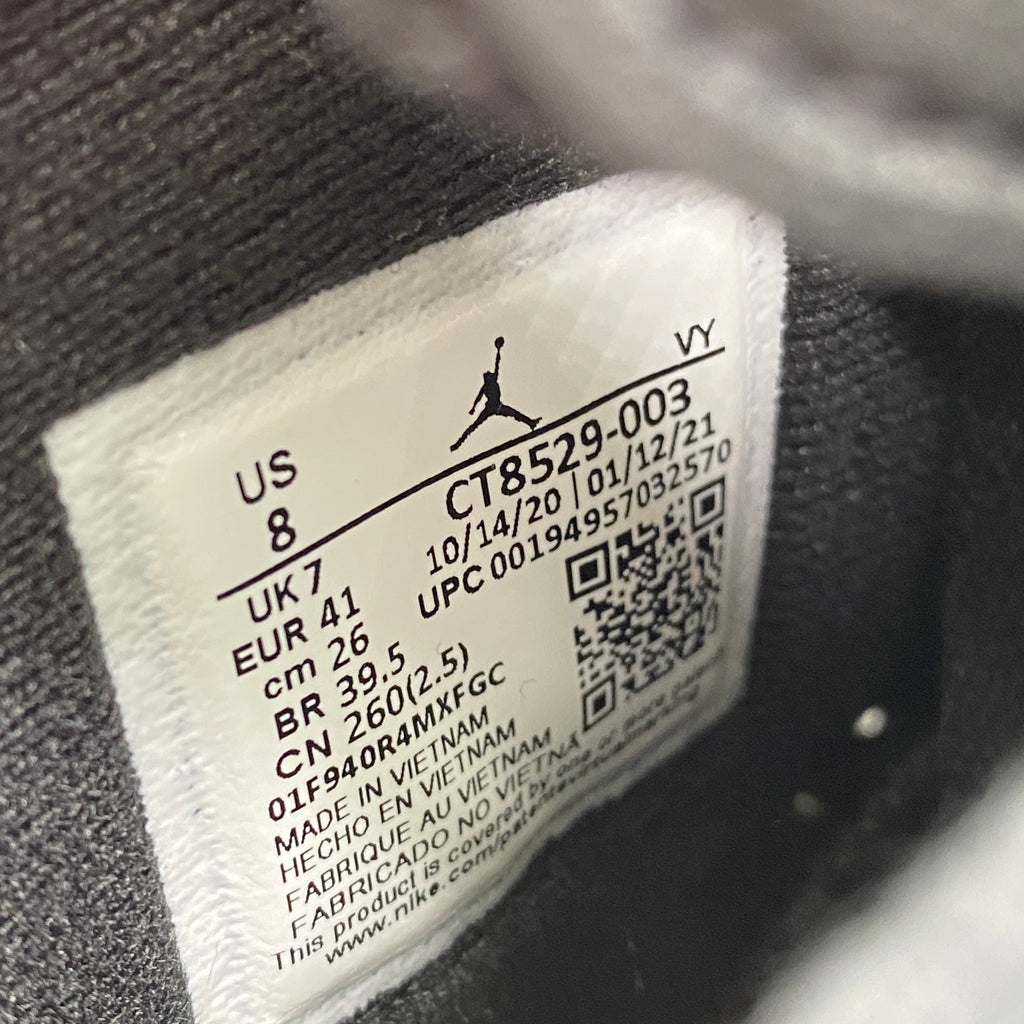 VY
US
8
CT8529-003
10/14/20 | 01/12/21
UPC 00194957032570
UK 7
EUR 41
cm 26
BR 39.5
CN 260(2.5)
01F940R4MXFGC
MADE IN VIETNAM
HECHO EN VIETNAM
FABRIQUE AU VIETNAM
FABRICADO NO VIETNA
This product is covered by one or more
www.nike.com/patents